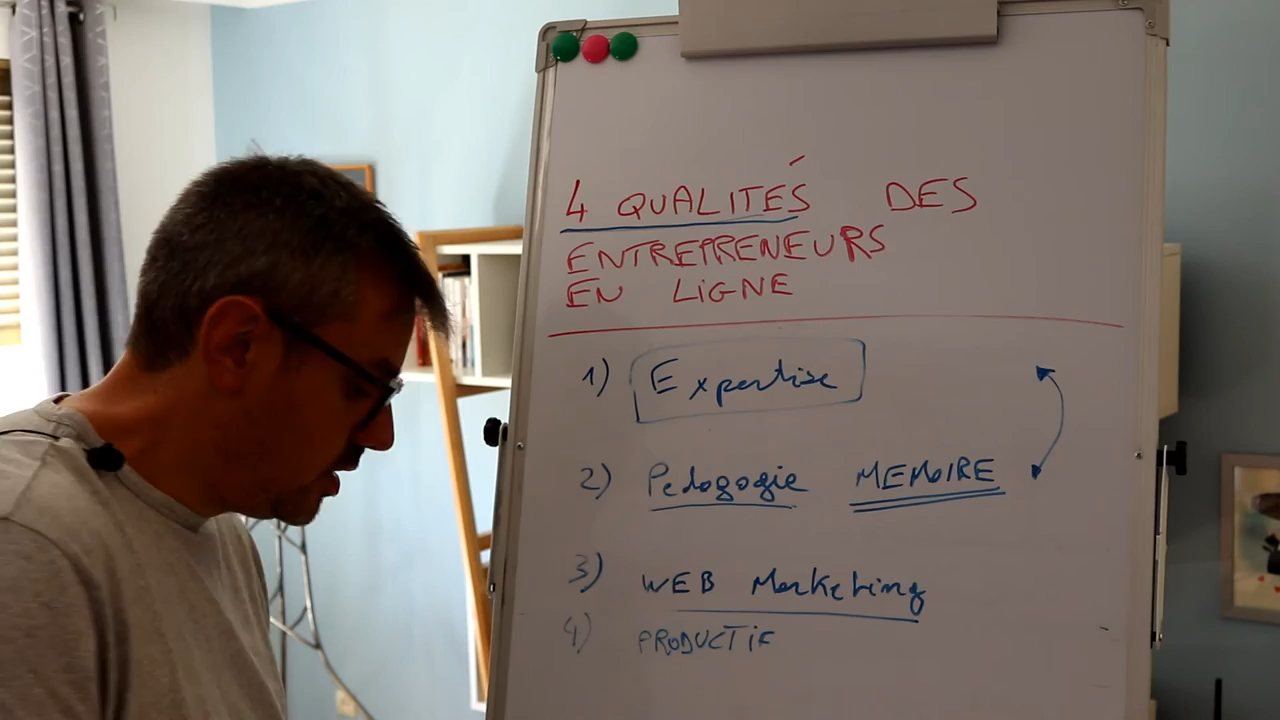 4 QUALITÉS DES
ENTREPRENEURS
EN LIGNE
1) Expertise
2) Pedagogie MEMOIRE
3) WEB Marketing
4) PRODUCTIF